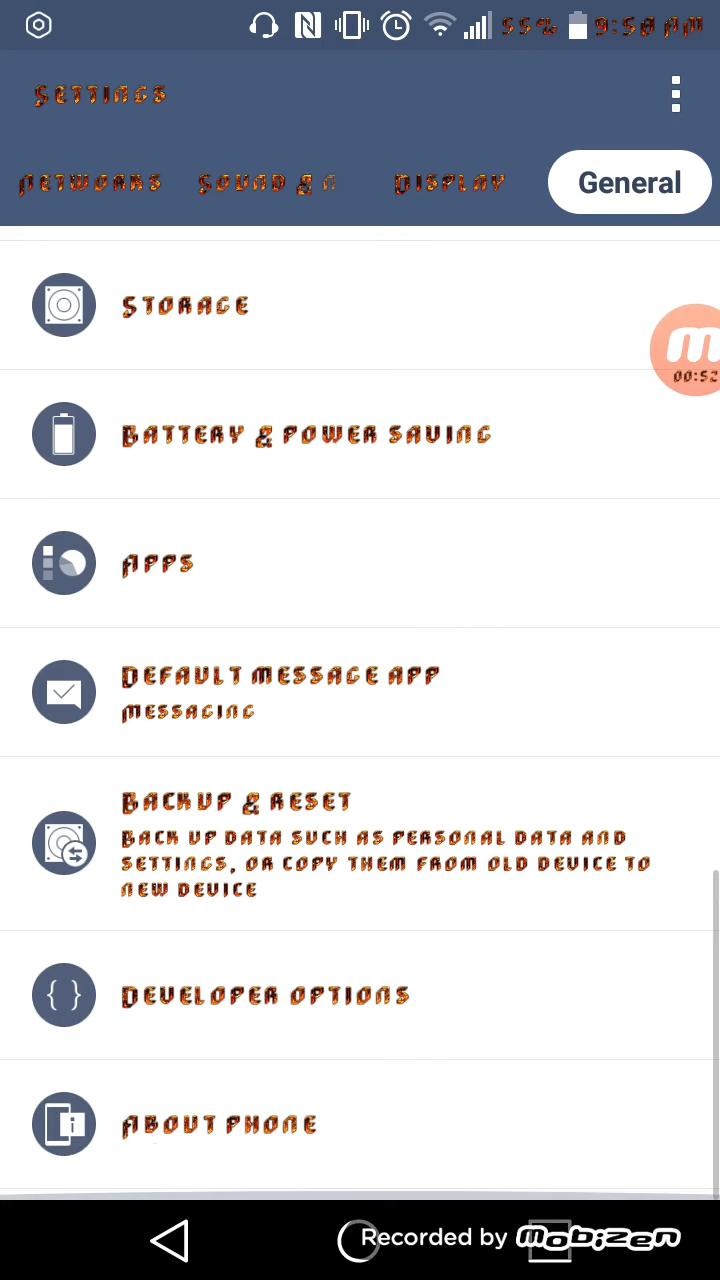 55% 9:50 AM
Settings
Networks Sound & n Display General
Storage
m
00:52
Battery & power saving
Apps
Default message app
Messaging
Backup & reset
Back up data such as personal data and
settings, or copy them from old device to
new device
{ } Developer options
About phone
Recorded by mobizen